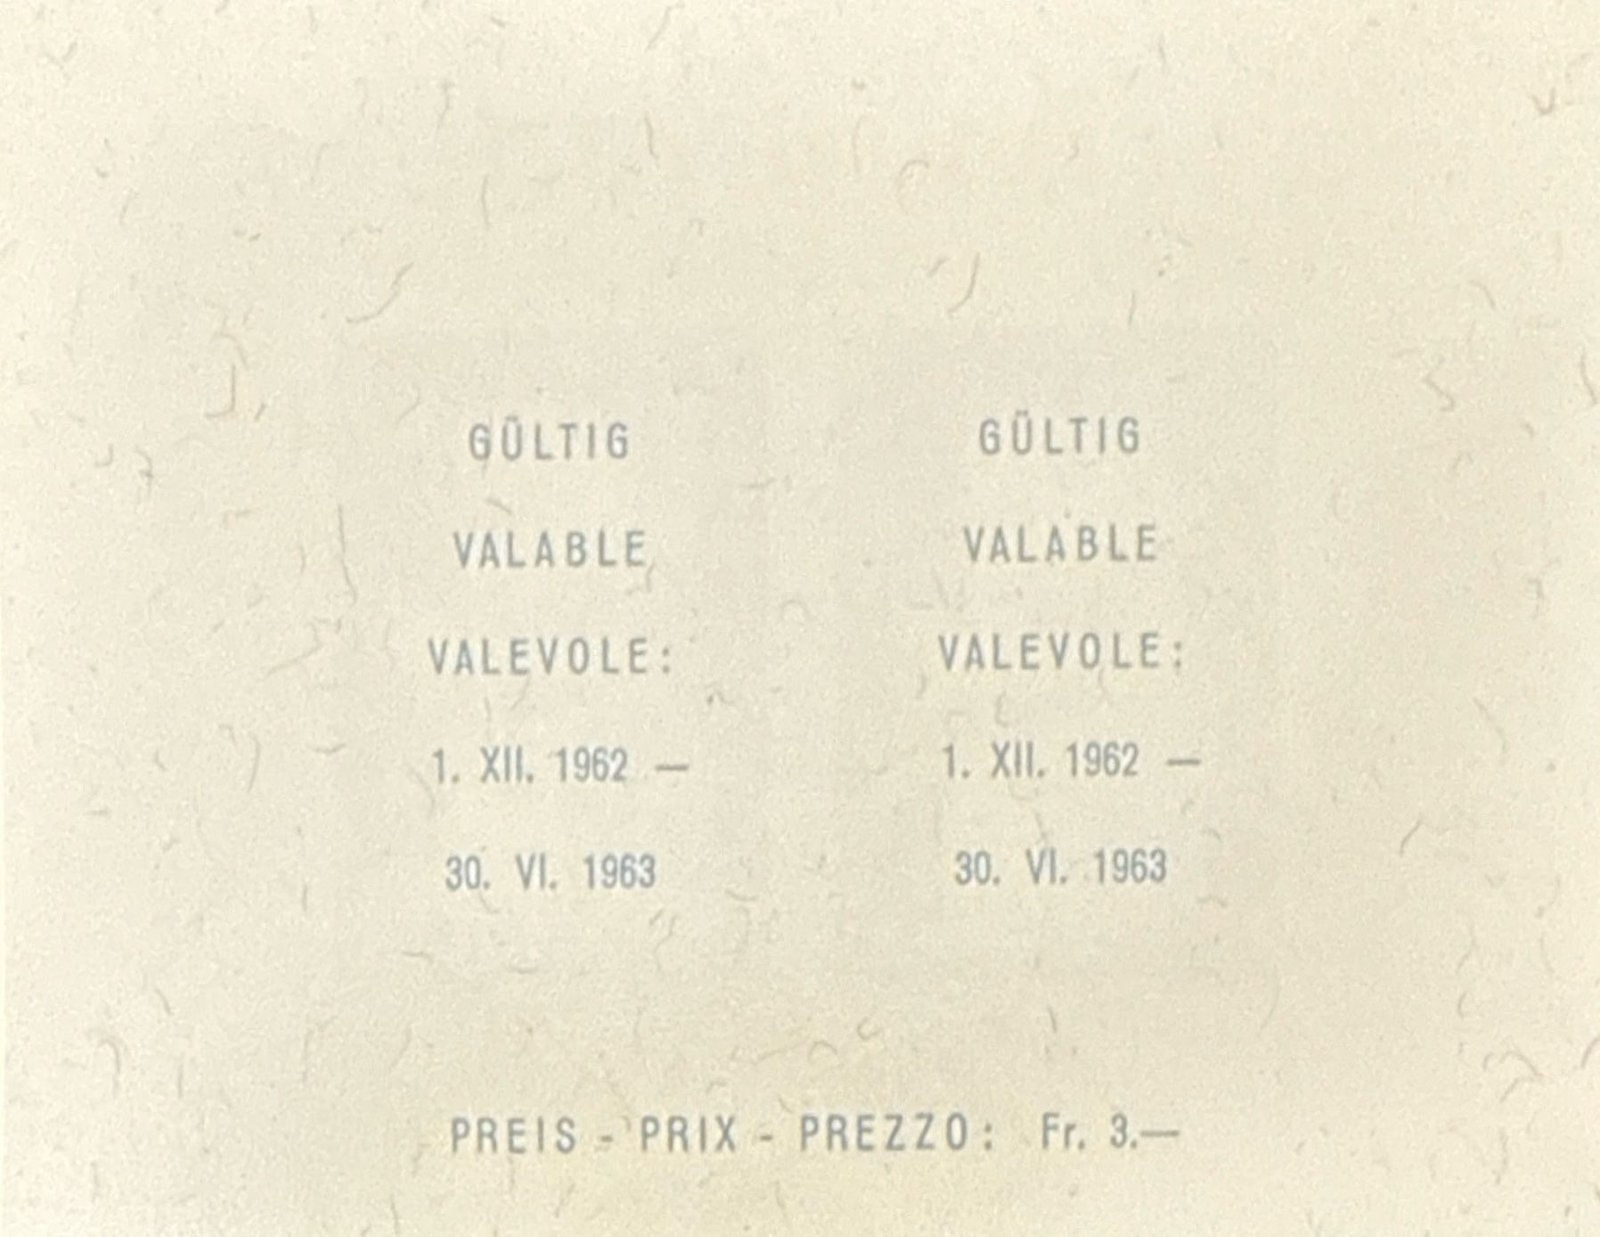 GÜLTIG
VALABLE
VALEVOLE:
1. XII. 1962 —
30. VI. 1963
GÜLTIG
VALABLE
VALEVOLE:
1. XII. 1962 —
30. VI. 1963
PREIS - PRIX - PREZZO: Fr. 3.—